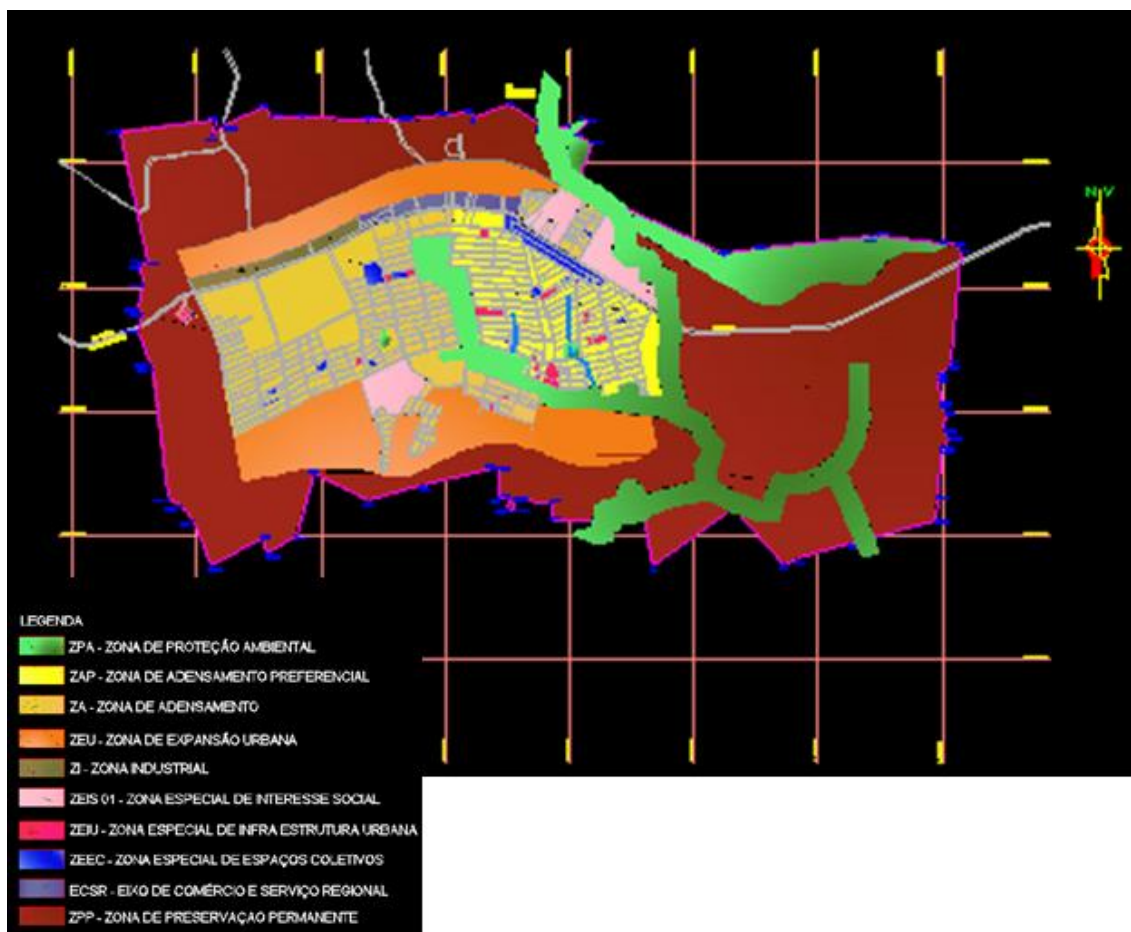 LEGENDA
ZPA - ZONA DE PROTEÇÃO AMBIENTAL
ZAP - ZONA DE ADENSAMENTO PREFERENCIAL
ZA - ZONA DE ADENSAMENTO
ZEU - ZONA DE EXPANSÃO URBANA
ZI - ZONA INDUSTRIAL
ZEIS 01 - ZONA ESPECIAL DE INTERESSE SOCIAL
ZEIU - ZONA ESPECIAL DE INFRA ESTRUTURA URBANA
ZEEC - ZONA ESPECIAL DE ESPAÇOS COLETIVOS
ECSR - EIXO DE COMÉRCIO E SERVIÇO REGIONAL
ZPP - ZONA DE PRESERVAÇÃO PERMANENTE